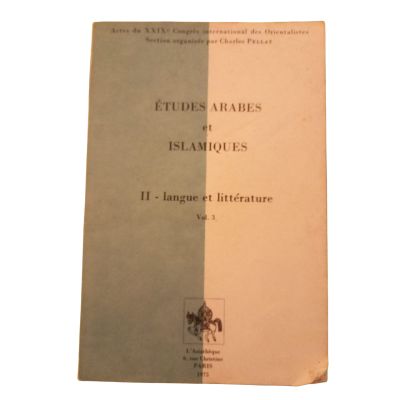 Actes du XXIXe Congrès international des Orientalistes
Section organisée par Charles PELLAT
ÉTUDES ARABES
et
ISLAMIQUES
II - langue et littérature
Vol. 3.
L'Asiathèque
6, rue Christine
PARIS
1975